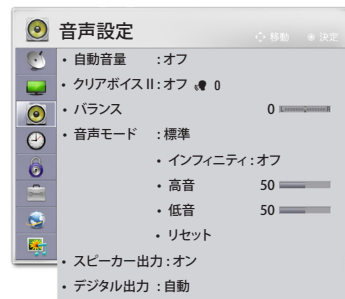 音声設定
移動 決定
・自動音量 :オフ
・クリアボイスⅡ:オフ 0
・バランス 0 L R
・音声モード :標準
・インフィニティ:オフ
・高音 50
・低音 50
・リセット
・スピーカー出力:オン
・デジタル出力:自動